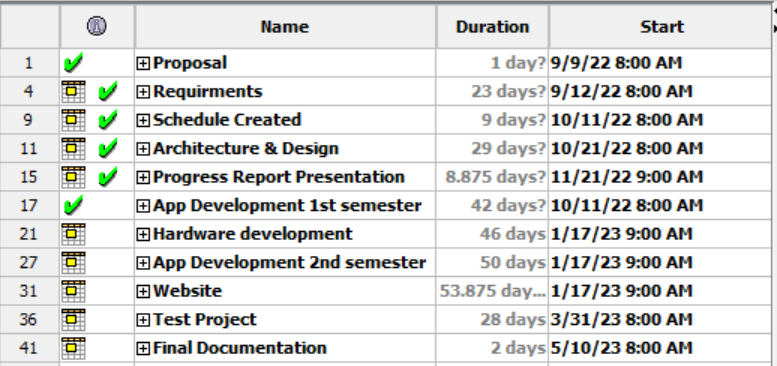 Name Duration Start
1 Proposal 1 day? 9/9/22 8:00 AM
4 Requirments 23 days? 9/12/22 8:00 AM
9 Schedule Created 9 days? 10/11/22 8:00 AM
11 Architecture & Design 29 days? 10/21/22 8:00 AM
15 Progress Report Presentation 8.875 days? 11/21/22 9:00 AM
17 App Development 1st semester 42 days? 10/11/22 8:00 AM
21 Hardware development 46 days 1/17/23 9:00 AM
27 App Development 2nd semester 50 days 1/17/23 9:00 AM
31 Website 53.875 day... 1/17/23 9:00 AM
36 Test Project 28 days 3/31/23 8:00 AM
41 Final Documentation 2 days 5/10/23 8:00 AM